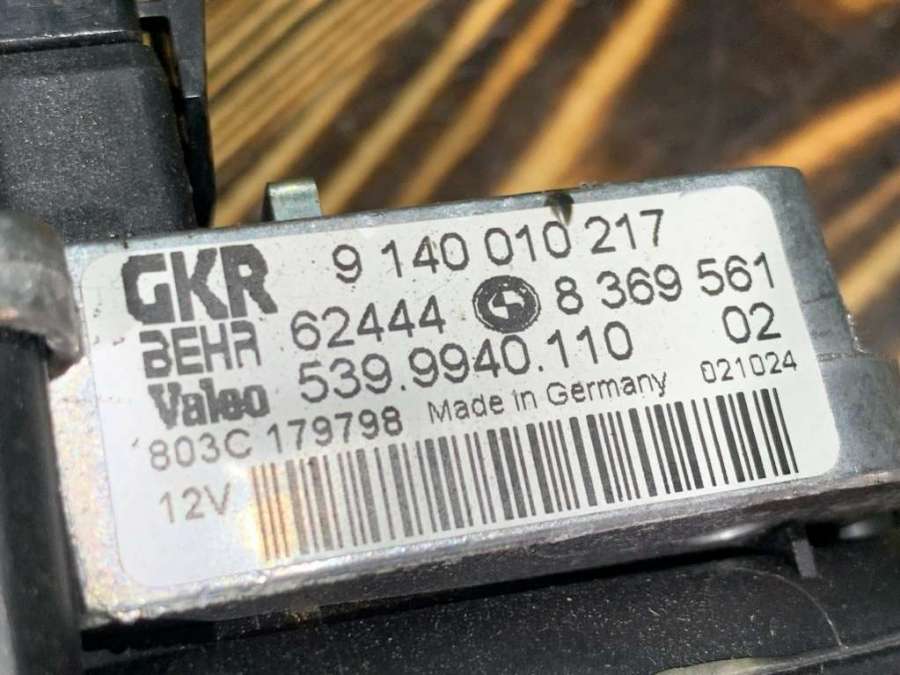 GKR 9 140 010 217
BEHR 62444 8 369 561
Valeo 539.9940.110 02
1803C 179798 Made in Germany 021024
12V